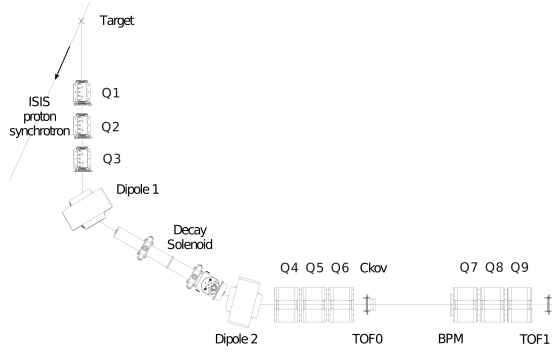 Target
Q1
ISIS
proton
synchrotron
Q2
Q3
Dipole 1
Decay
Solenoid
Q4 Q5 Q6 Ckov
Q7 Q8 Q9
Dipole 2
TOF0
BPM
TOF1